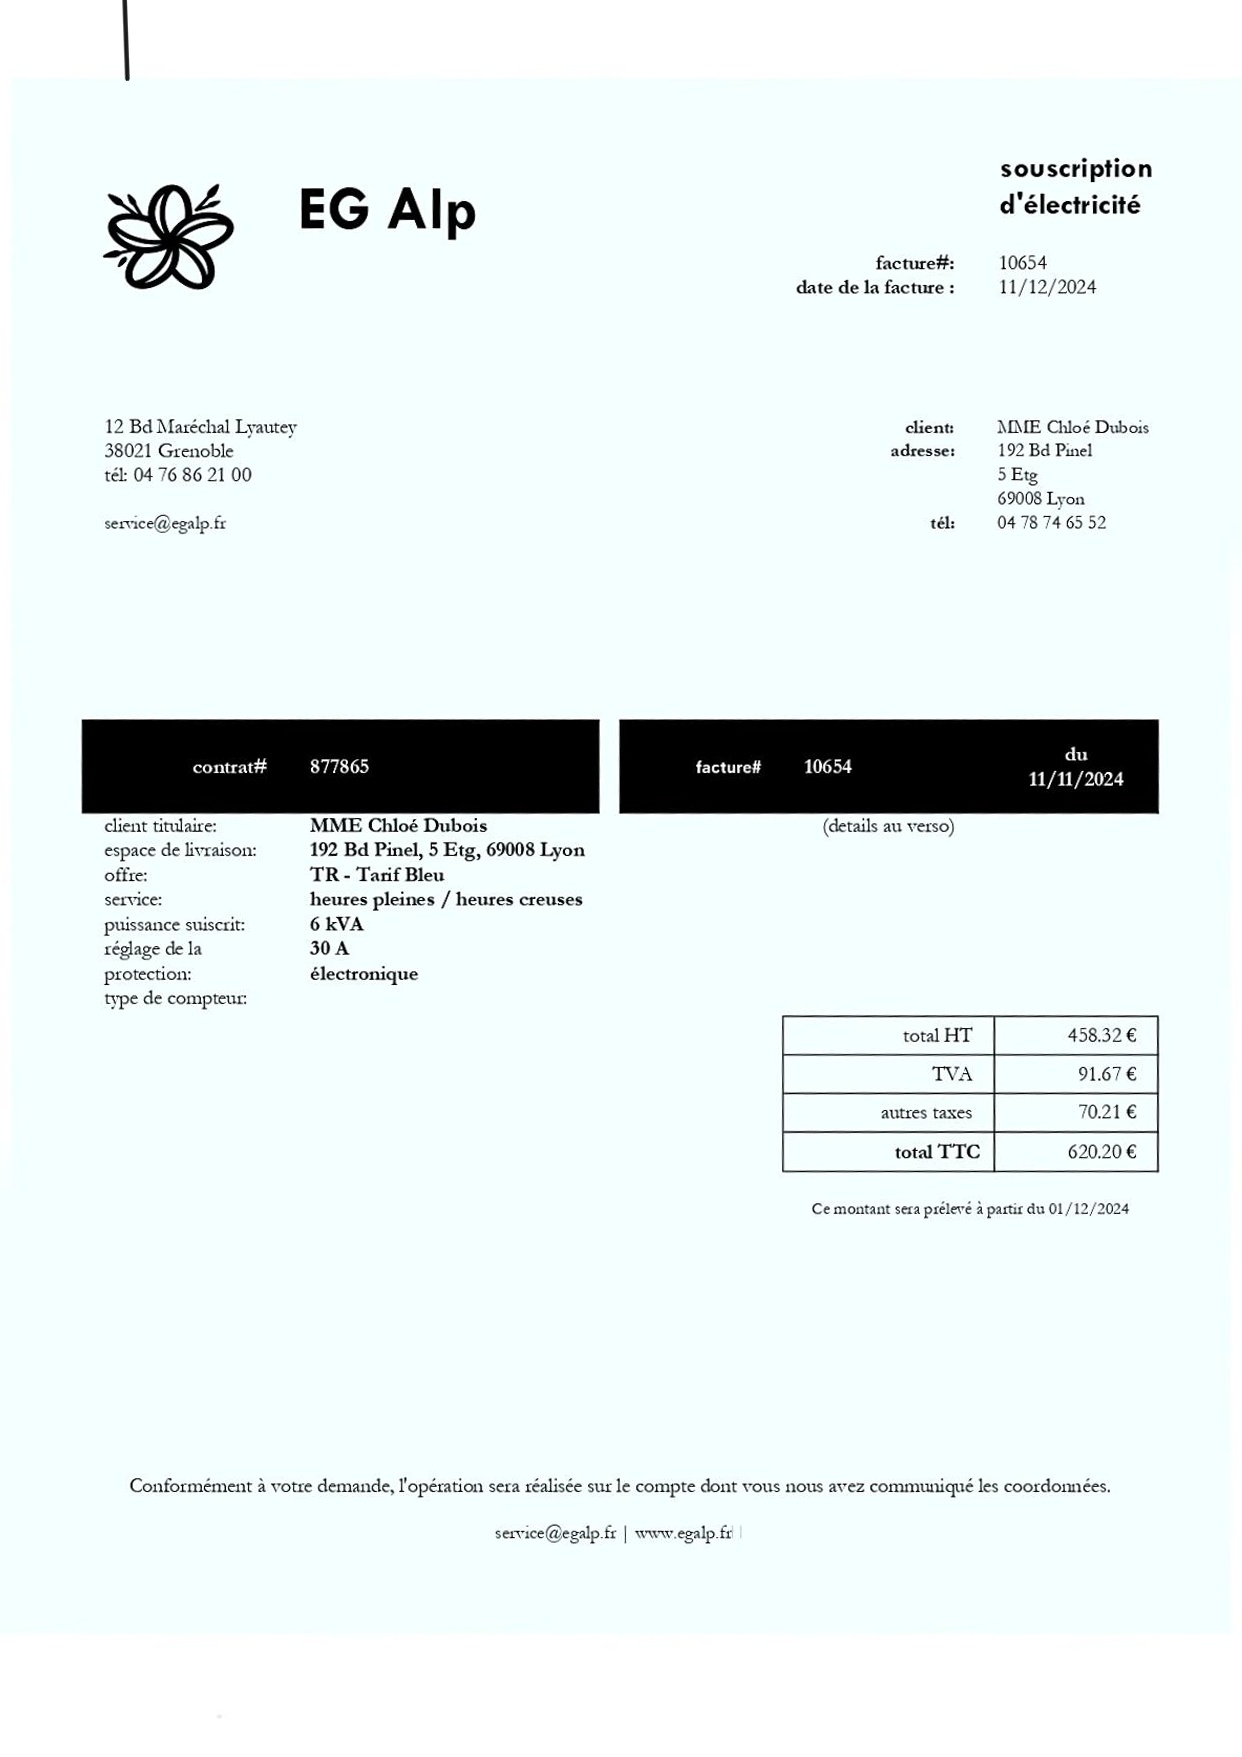 EG Alp
souscription
d'électricité
facture#: 10654
date de la facture : 11/12/2024
12 Bd Maréchal Lyautey
38021 Grenoble
tél: 04 76 86 21 00
service@egalp.fr
client: MME Chloé Dubois
adresse: 192 Bd Pinel
5 Etg
69008 Lyon
tél: 04 78 74 65 52
contrat# 877865
client titulaire: MME Chloé Dubois
espace de livraison: 192 Bd Pinel, 5 Etg, 69008 Lyon
offre: TR - Tarif Bleu
service: heures pleines / heures creuses
puissance suiscrit: 6 kVA
réglage de la 30 A
protection: électronique
type de compteur:
facture# 10654 du
11/11/2024
(details au verso)
total HT 458.32 €
TVA 91.67 €
autres taxes 70.21 €
total TTC 620.20 €
Ce montant sera prélevé à partir du 01/12/2024
Conformément à votre demande, l'opération sera réalisée sur le compte dont vous nous avez communiqué les coordonnées.
service@egalp.fr | www.egalp.fr